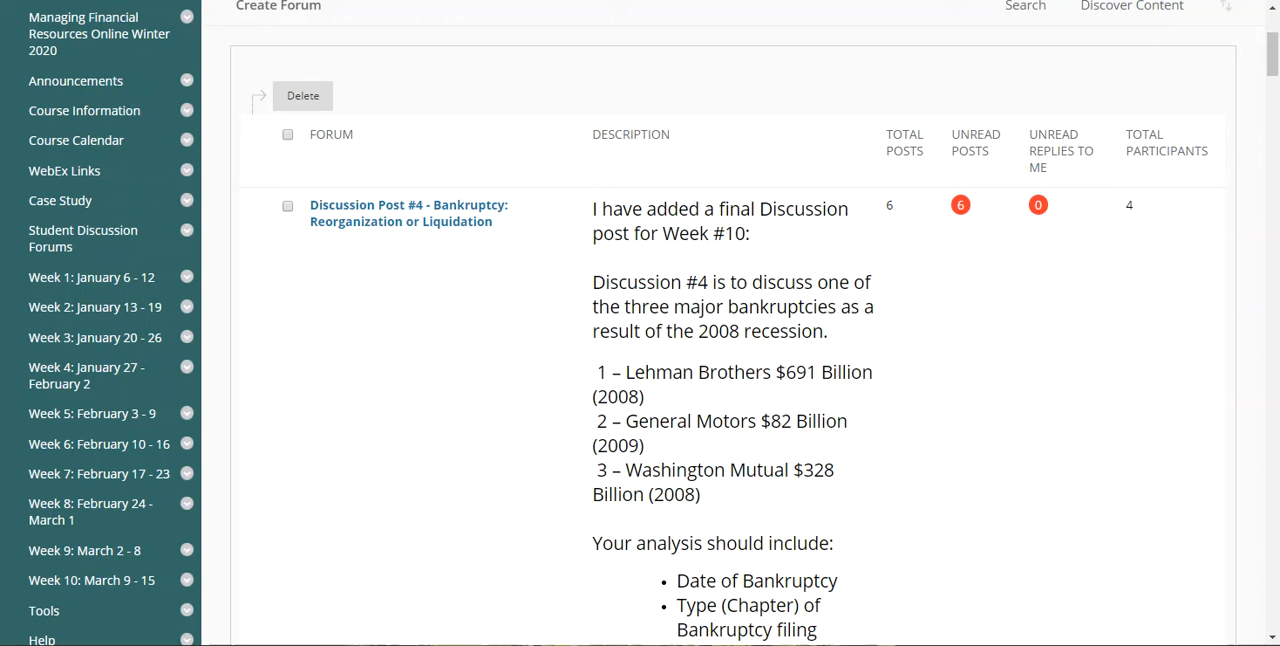 Managing Financial
Resources Online Winter
2020
Announcements
Course Information
Course Calendar
WebEx Links
Case Study
Student Discussion
Forums
Week 1: January 6 - 12
Week 2: January 13 - 19
Week 3: January 20 - 26
Week 4: January 27 -
February 2
Week 5: February 3 - 9
Week 6: February 10 - 16
Week 7: February 17 - 23
Week 8: February 24 -
March 1
Week 9: March 2 - 8
Week 10: March 9 - 15
Tools
Help
Create Forum
Search
Discover Content
Delete
FORUM
DESCRIPTION
TOTAL
POSTS
UNREAD
POSTS
UNREAD
REPLIES TO
ME
TOTAL
PARTICIPANTS
Discussion Post #4 - Bankruptcy:
Reorganization or Liquidation
I have added a final Discussion
post for Week #10:
Discussion #4 is to discuss one of
the three major bankruptcies as a
result of the 2008 recession.
1 – Lehman Brothers $691 Billion
(2008)
2 – General Motors $82 Billion
(2009)
3 – Washington Mutual $328
Billion (2008)
Your analysis should include:
• Date of Bankruptcy
• Type (Chapter) of
Bankruptcy filing
6
6
0
4